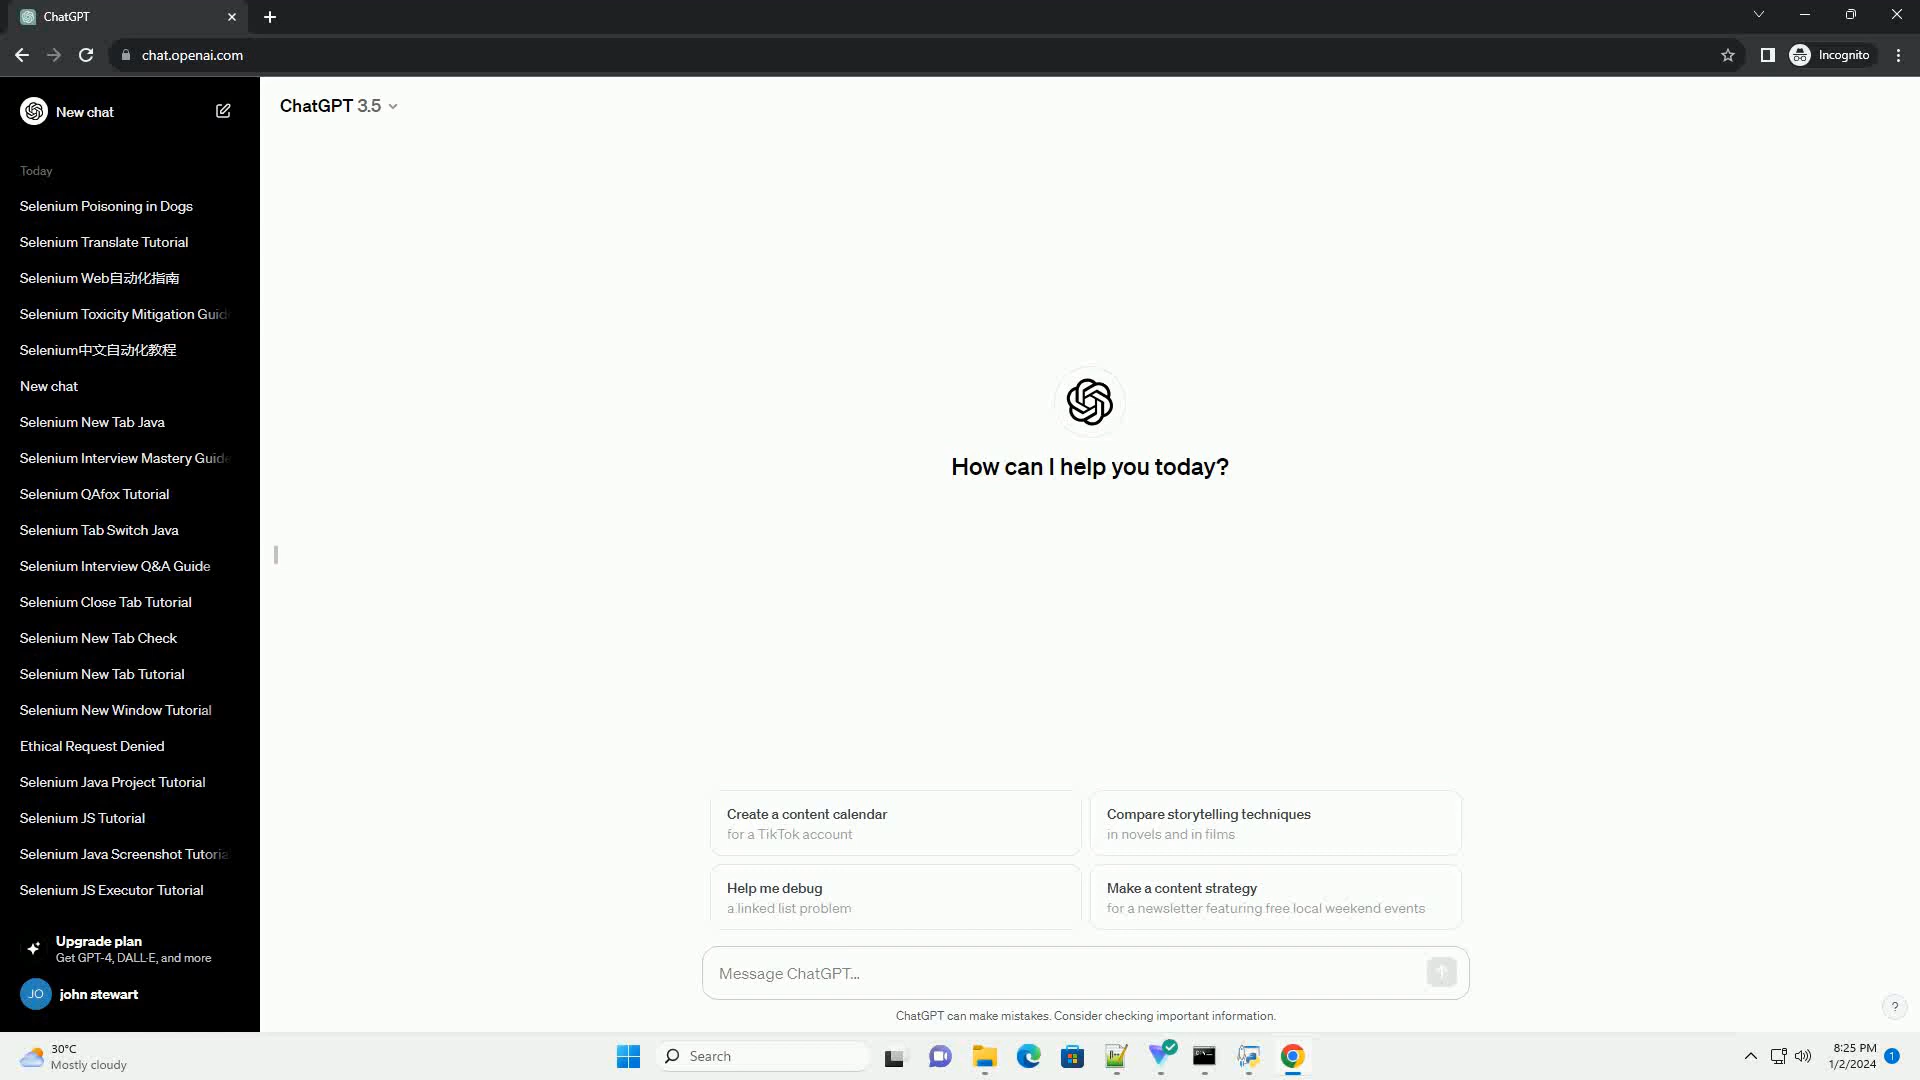 ChatGPT
chat.openai.com
Incognito
New chat
ChatGPT 3.5
Today
Selenium Poisoning in Dogs
Selenium Translate Tutorial
Selenium Web自动化指南
Selenium Toxicity Mitigation Guid
Selenium中文自动化教程
New chat
Selenium New Tab Java
Selenium Interview Mastery Guide
Selenium QAfox Tutorial
Selenium Tab Switch Java
Selenium Interview Q&A Guide
Selenium Close Tab Tutorial
Selenium New Tab Check
Selenium New Tab Tutorial
Selenium New Window Tutorial
Ethical Request Denied
Selenium Java Project Tutorial
Selenium JS Tutorial
Selenium Java Screenshot Tutoria
Selenium JS Executor Tutorial
Upgrade plan
Get GPT-4, DALL·E, and more
JO
john stewart
How can I help you today?
Create a content calendar
for a TikTok account
Compare storytelling techniques
in novels and in films
Help me debug
a linked list problem
Make a content strategy
for a newsletter featuring free local weekend events
Message ChatGPT...
ChatGPT can make mistakes. Consider checking important information.
?
30°C
Mostly cloudy
Search
8:25 PM
1/2/2024
1